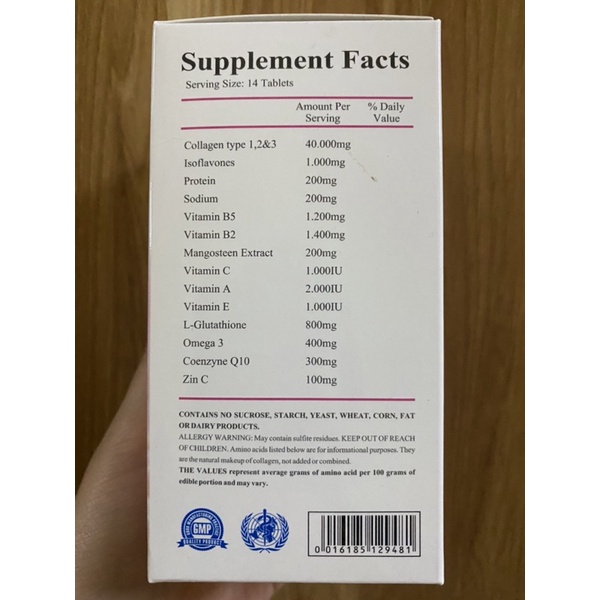 Supplement Facts
Serving Size: 14 Tablets
Amount Per Serving % Daily Value
Collagen type 1,2&3 40.000mg
Isoflavones 1.000mg
Protein 200mg
Sodium 200mg
Vitamin B5 1.200mg
Vitamin B2 1.400mg
Mangosteen Extract 200mg
Vitamin C 1.000IU
Vitamin A 2.000IU
Vitamin E 1.000IU
L-Glutathione 800mg
Omega 3 400mg
Coenzyme Q10 300mg
Zin C 100mg
CONTAINS NO SUCROSE, STARCH, YEAST, WHEAT, CORN, FAT
OR DAIRY PRODUCTS.
ALLERGY WARNING: May contain sulfite residues. KEEP OUT OF REACH
OF CHILDREN. Amino acids listed below are for informational purposes. They
are the natural makeup of collagen, not added or combined.
THE VALUES represent average grams of amino acid per 100 grams of
edible portion and may vary.
GOOD MANUFACTURING PRACTICE
GMP
QUALITY PRODUCT
0 016185 129481